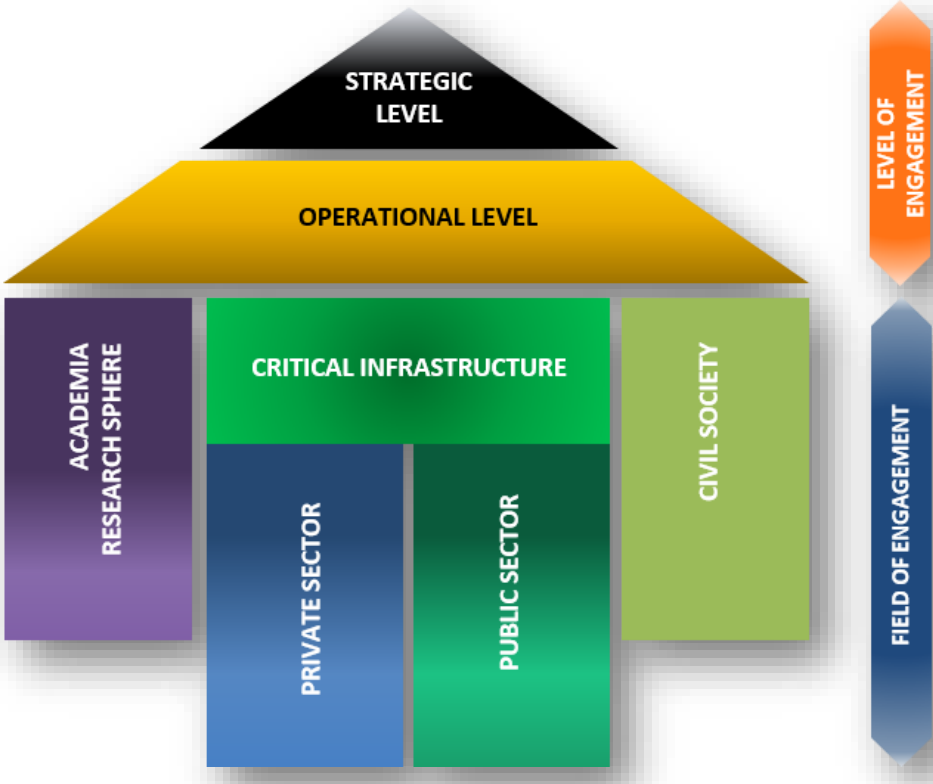 STRATEGIC
LEVEL
OPERATIONAL LEVEL
LEVEL OF
ENGAGEMENT
ACADEMIA
RESEARCH SPHERE
CRITICAL INFRASTRUCTURE
PRIVATE SECTOR
PUBLIC SECTOR
CIVIL SOCIETY
FIELD OF ENGAGEMENT